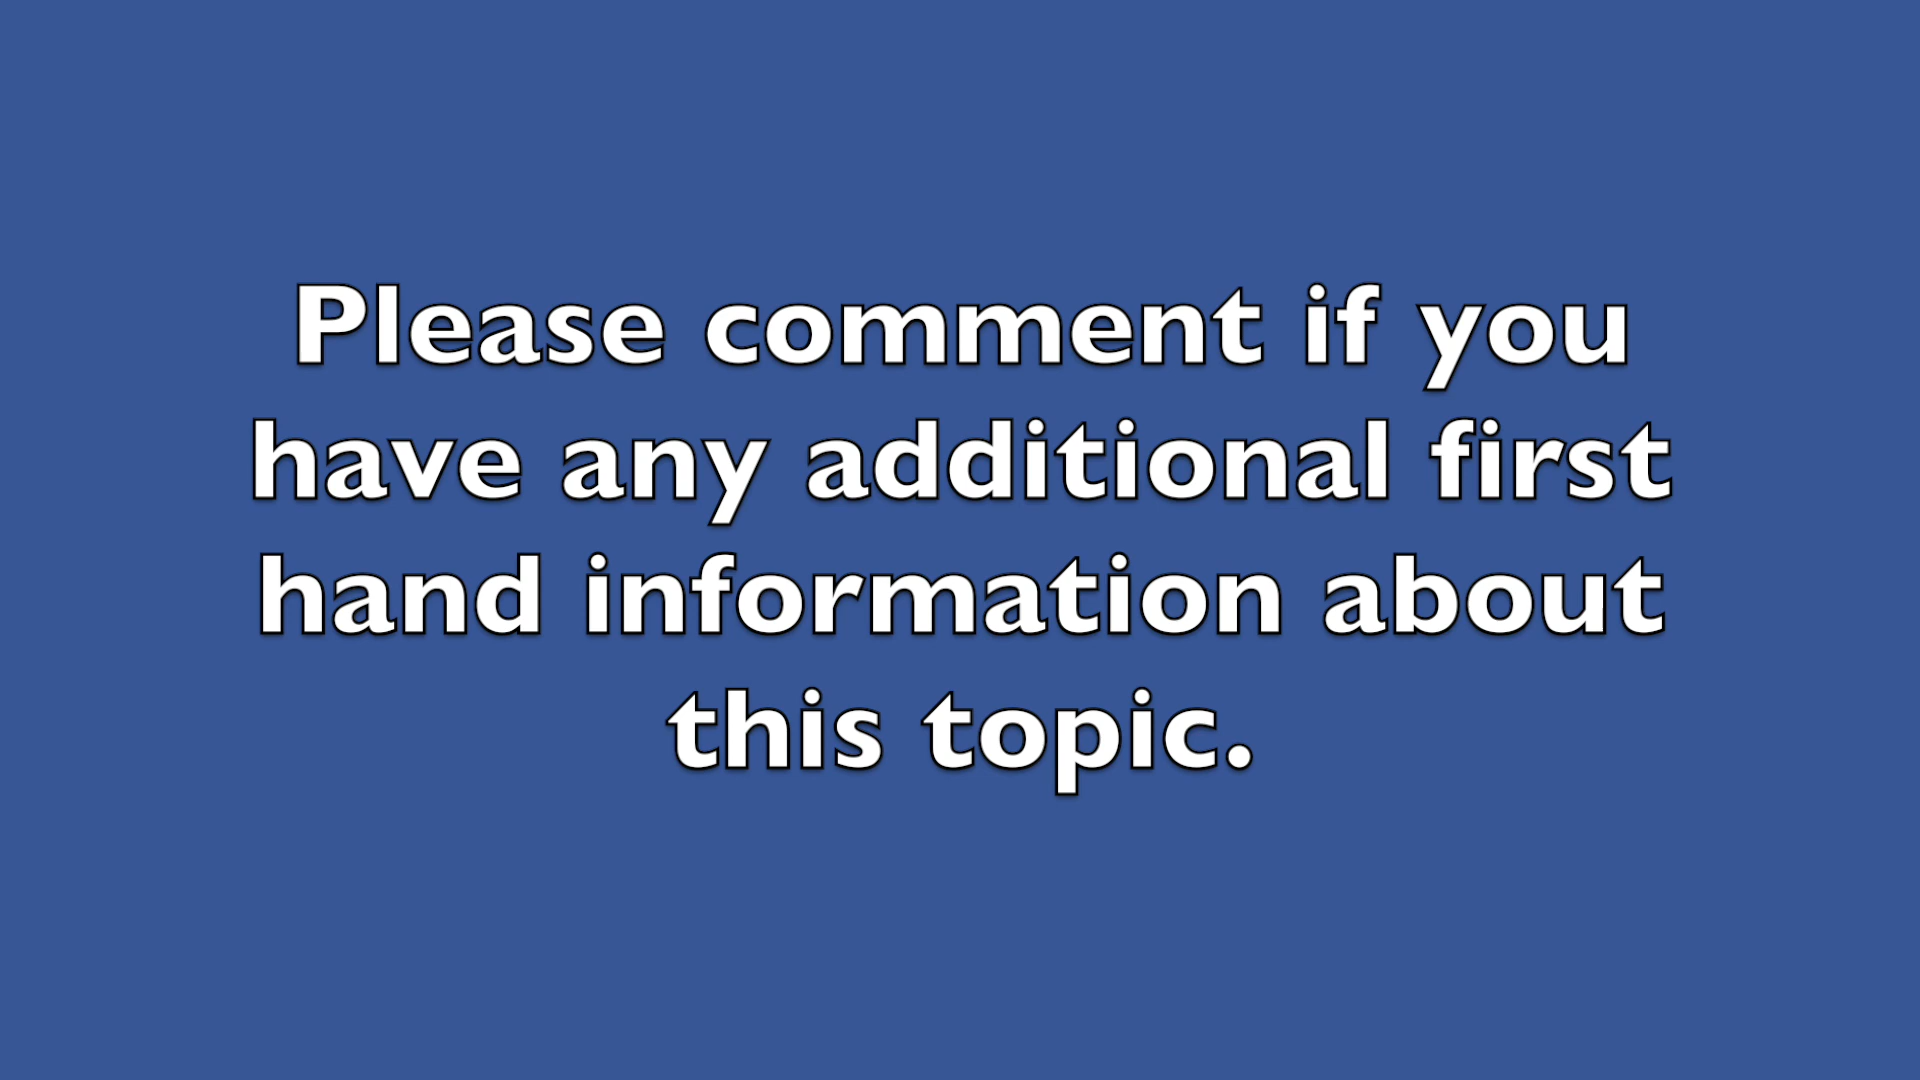 Please comment if you
have any additional first
hand information about
this topic.